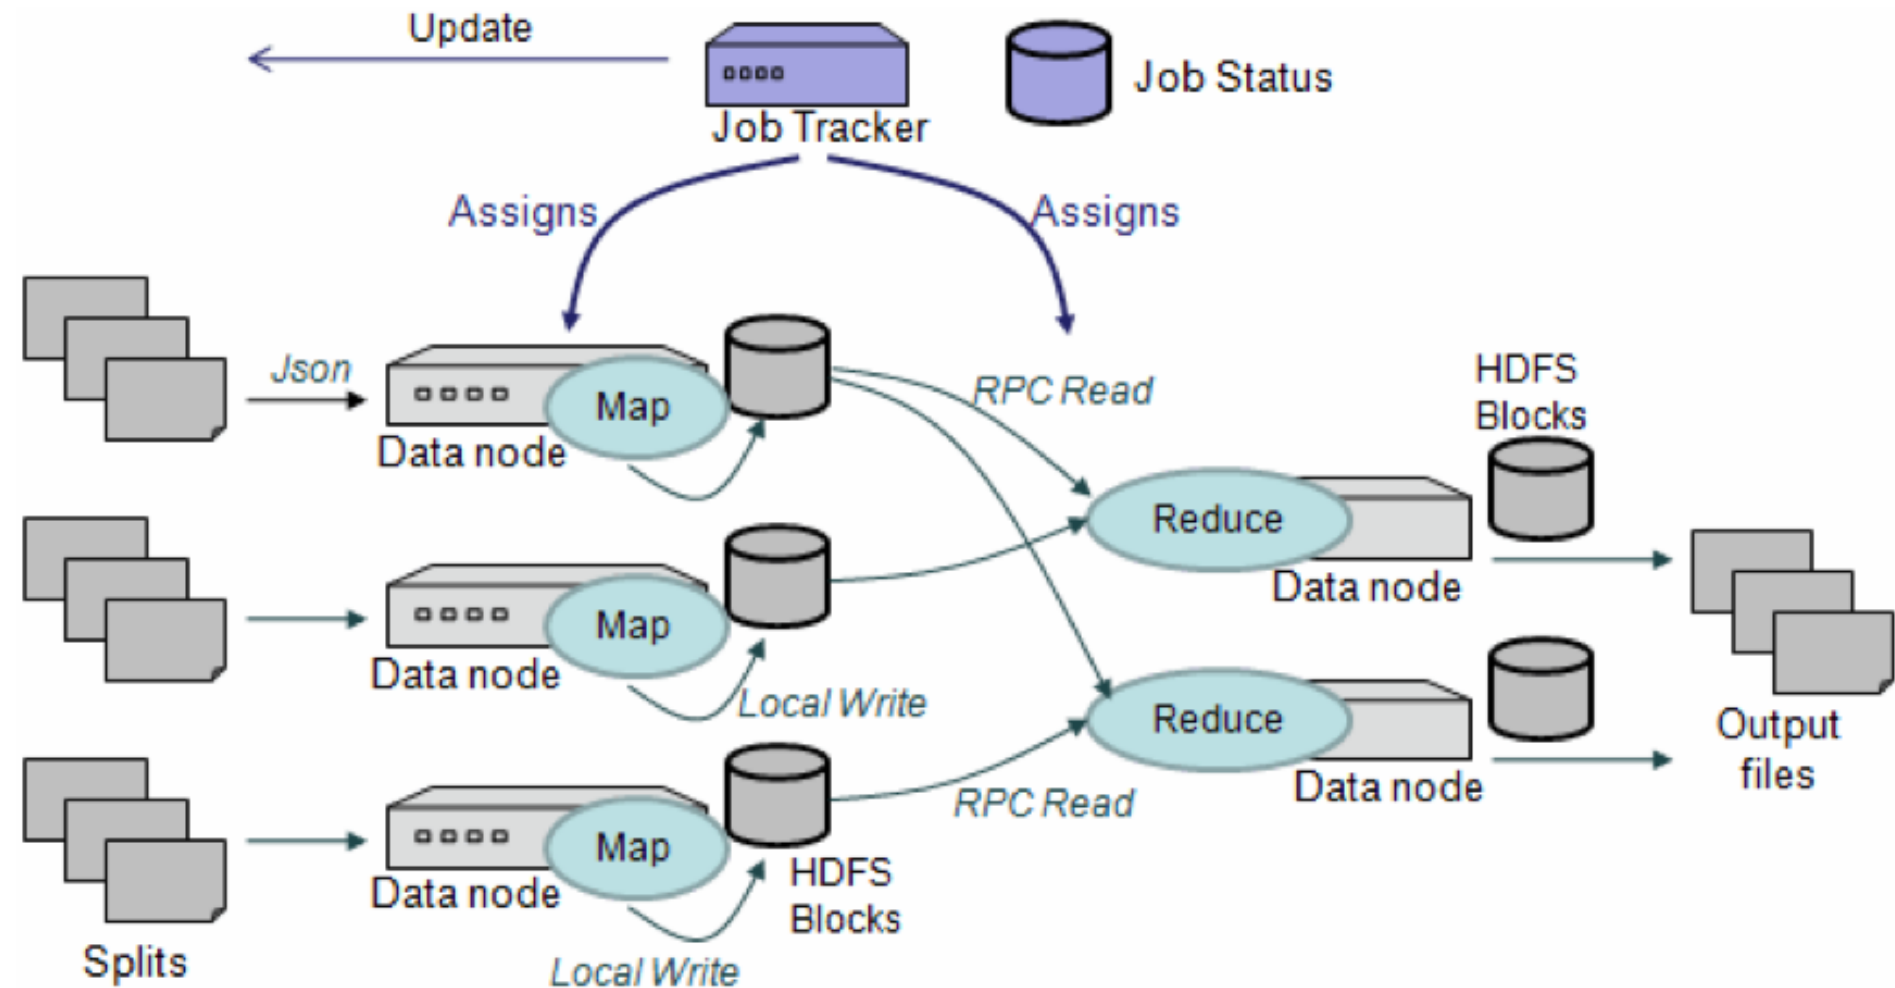 Update
Job Status
Job Tracker
Assigns
Assigns
Json
Map
Data node
RPC Read
HDFS
Blocks
Reduce
Data node
Map
Data node
Local Write
Reduce
Data node
Output
files
RPC Read
Map
Data node
HDFS
Blocks
Splits
Local Write